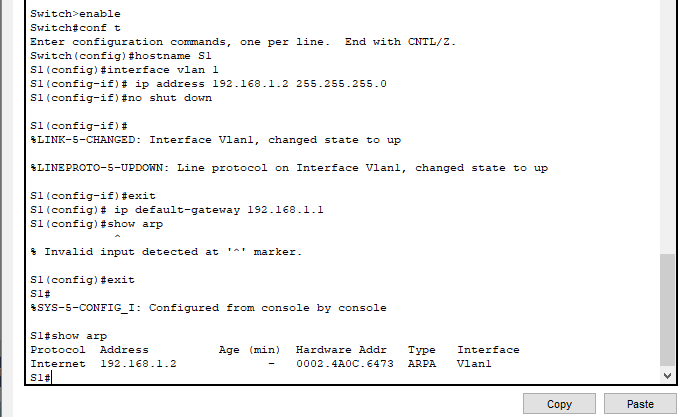 Switch>enable
Switch#conf t
Enter configuration commands, one per line.  End with CNTL/Z.
Switch(config)#hostname S1
S1(config)#interface vlan 1
S1(config-if)# ip address 192.168.1.2 255.255.255.0
S1(config-if)#no shut down
S1(config-if)#
%LINK-5-CHANGED: Interface Vlan1, changed state to up
%LINEPROTO-5-UPDOWN: Line protocol on Interface Vlan1, changed state to up
S1(config-if)#exit
S1(config)# ip default-gateway 192.168.1.1
S1(config)#show arp
^
% Invalid input detected at '^' marker.
S1(config)#exit
S1#
%SYS-5-CONFIG_I: Configured from console by console
S1#show arp
Protocol  Address          Age (min)  Hardware Addr   Type   Interface
Internet  192.168.1.2             -   0002.4A0C.6473  ARPA   Vlan1
S1#
Copy Paste